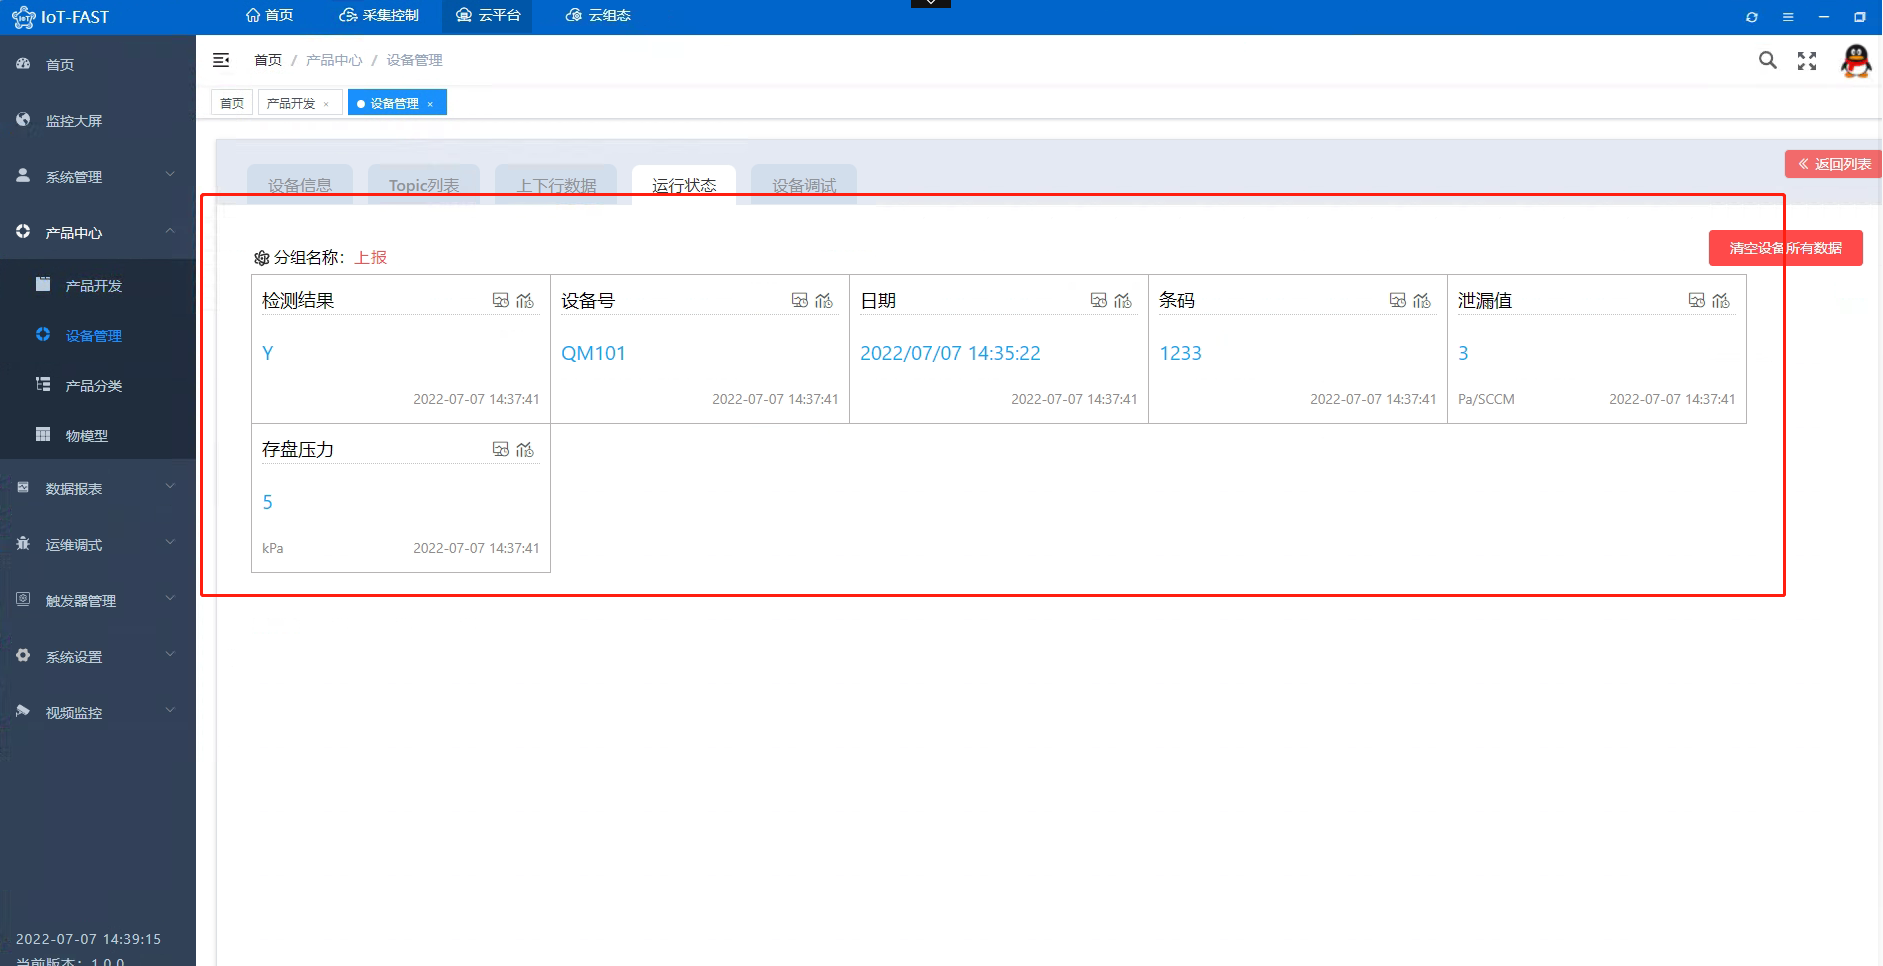 IoT-FAST
首页
采集控制
云平台
云组态
首页
监控大屏
系统管理
产品中心
产品开发
设备管理
产品分类
物模型
数据报表
运维调式
触发器管理
系统设置
视频监控
2022-07-07 14:39:15
当前版本：1.0.0
首页 / 产品中心 / 设备管理
首页
产品开发 ×
设备管理 ×
设备信息
Topic列表
上下行数据
运行状态
设备调试
返回列表
清空设备所有数据
分组名称：上报
检测结果
Y
2022-07-07 14:37:41
设备号
QM101
2022-07-07 14:37:41
日期
2022/07/07 14:35:22
2022-07-07 14:37:41
条码
1233
2022-07-07 14:37:41
泄漏值
3
Pa/SCCM 2022-07-07 14:37:41
存盘压力
5
kPa 2022-07-07 14:37:41